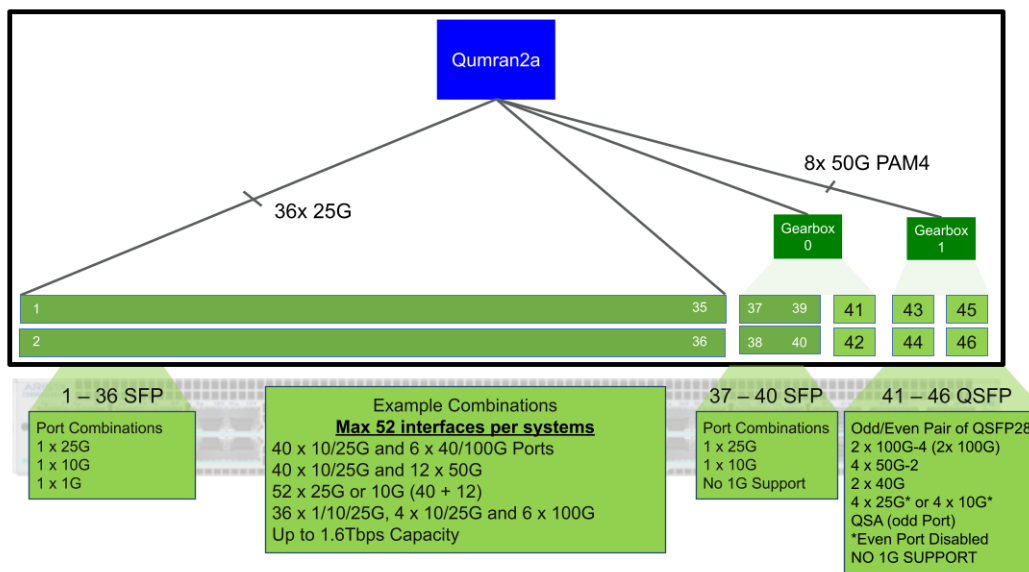 Qumran2a
8x 50G PAM4
36x 25G
Gearbox
0
Gearbox
1
1 35 37 39 41 43 45
2 36 38 40 42 44 46
1 – 36 SFP
Port Combinations
1 x 25G
1 x 10G
1 x 1G
Example Combinations
Max 52 interfaces per systems
40 x 10/25G and 6 x 40/100G Ports
40 x 10/25G and 12 x 50G
52 x 25G or 10G (40 + 12)
36 x 1/10/25G, 4 x 10/25G and 6 x 100G
Up to 1.6Tbps Capacity
37 – 40 SFP
Port Combinations
1 x 25G
1 x 10G
No 1G Support
41 – 46 QSFP
Odd/Even Pair of QSFP28
2 x 100G-4 (2x 100G)
4 x 50G-2
2 x 40G
4 x 25G* or 4 x 10G*
QSA (odd Port)
*Even Port Disabled
NO 1G SUPPORT